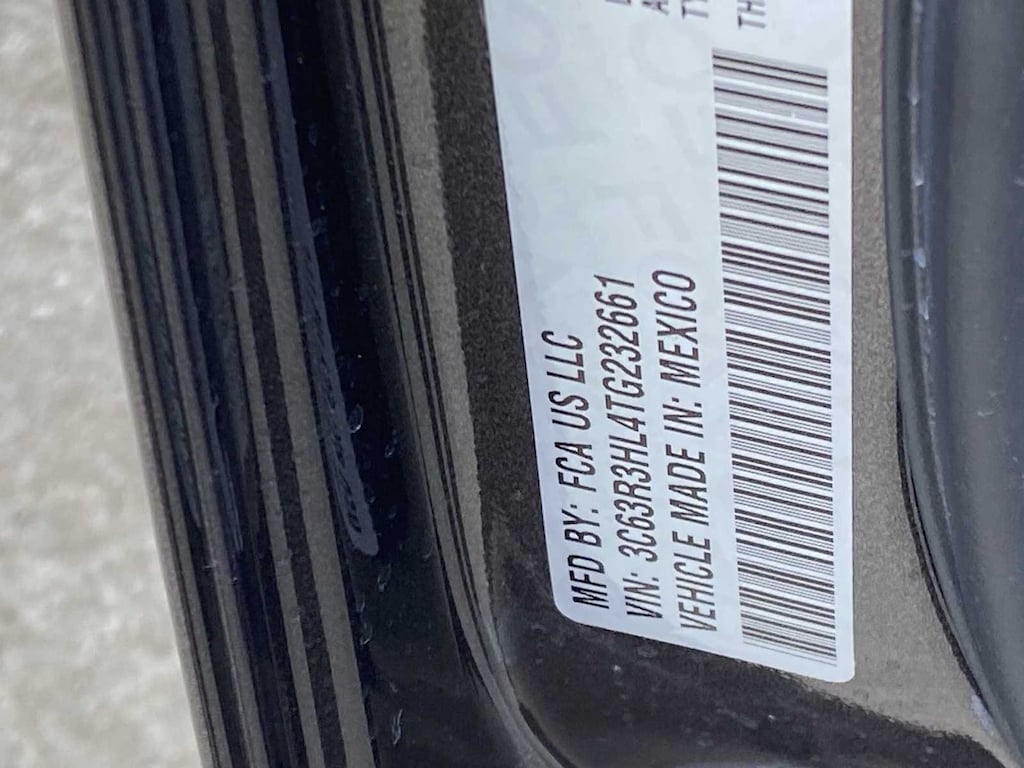 MFD BY: FCA US LLC
VIN: 3C63R3HL4TG232661
VEHICLE MADE IN: MEXICO